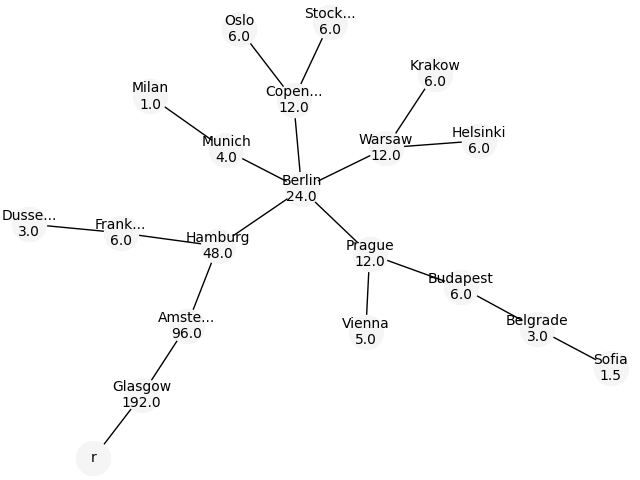 Oslo
6.0
Stock...
6.0
Krakow
6.0
Milan
1.0
Copen...
12.0
Helsinki
6.0
Warsaw
12.0
Munich
4.0
Berlin
24.0
Dusse...
3.0
Frank...
6.0
Hamburg
48.0
Prague
12.0
Budapest
6.0
Amste...
96.0
Vienna
5.0
Belgrade
3.0
Sofia
1.5
Glasgow
192.0
r